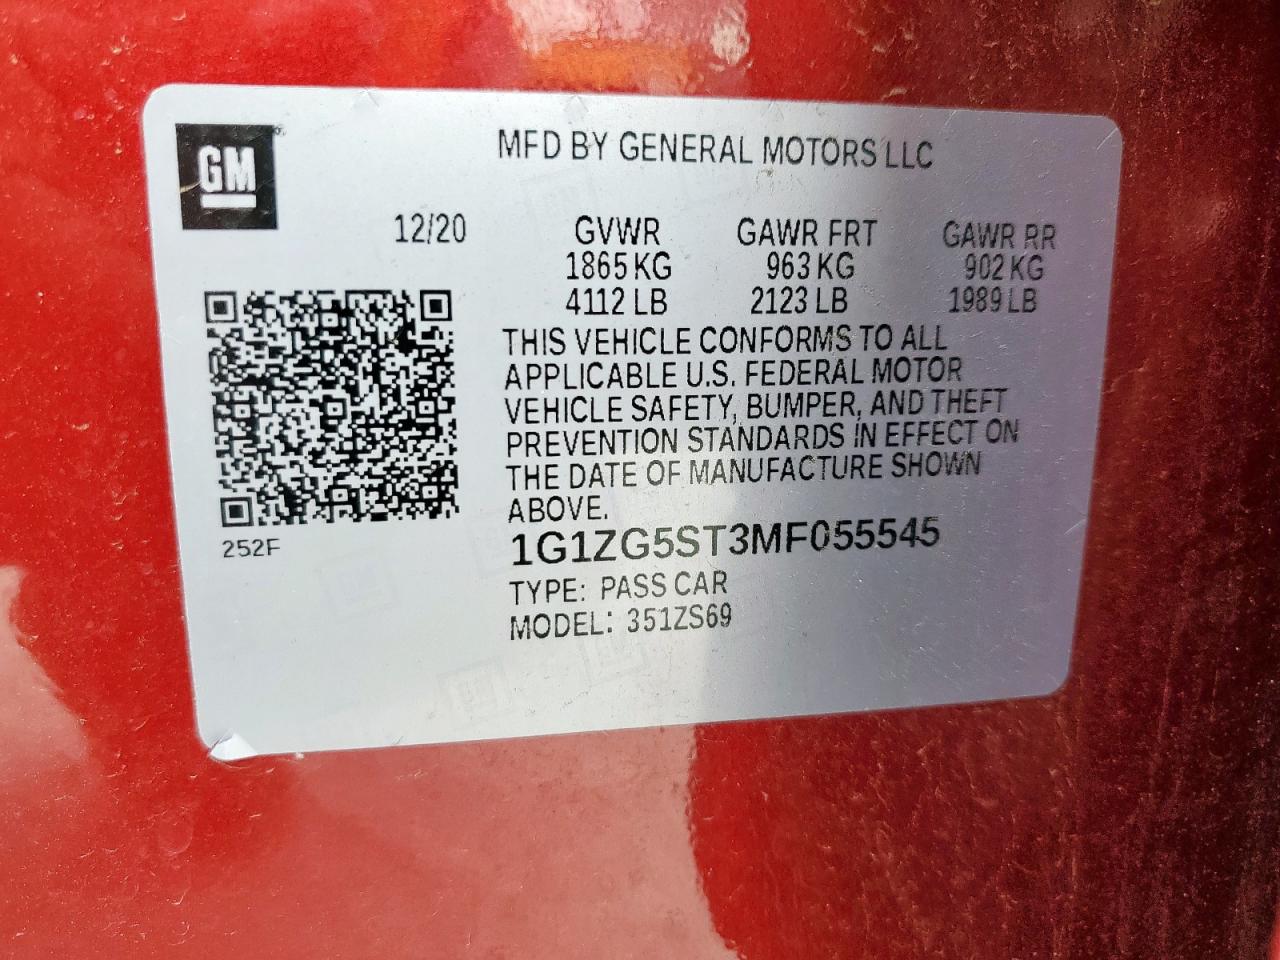 GM
MFD BY GENERAL MOTORS LLC
12/20 GVWR GAWR FRT GAWR RR
1865 KG 963 KG 902 KG
4112 LB 2123 LB 1989 LB
THIS VEHICLE CONFORMS TO ALL
APPLICABLE U.S. FEDERAL MOTOR
VEHICLE SAFETY, BUMPER, AND THEFT
PREVENTION STANDARDS IN EFFECT ON
THE DATE OF MANUFACTURE SHOWN
ABOVE.
252F
1G1ZG5ST3MF055545
TYPE: PASS CAR
MODEL: 351ZS69